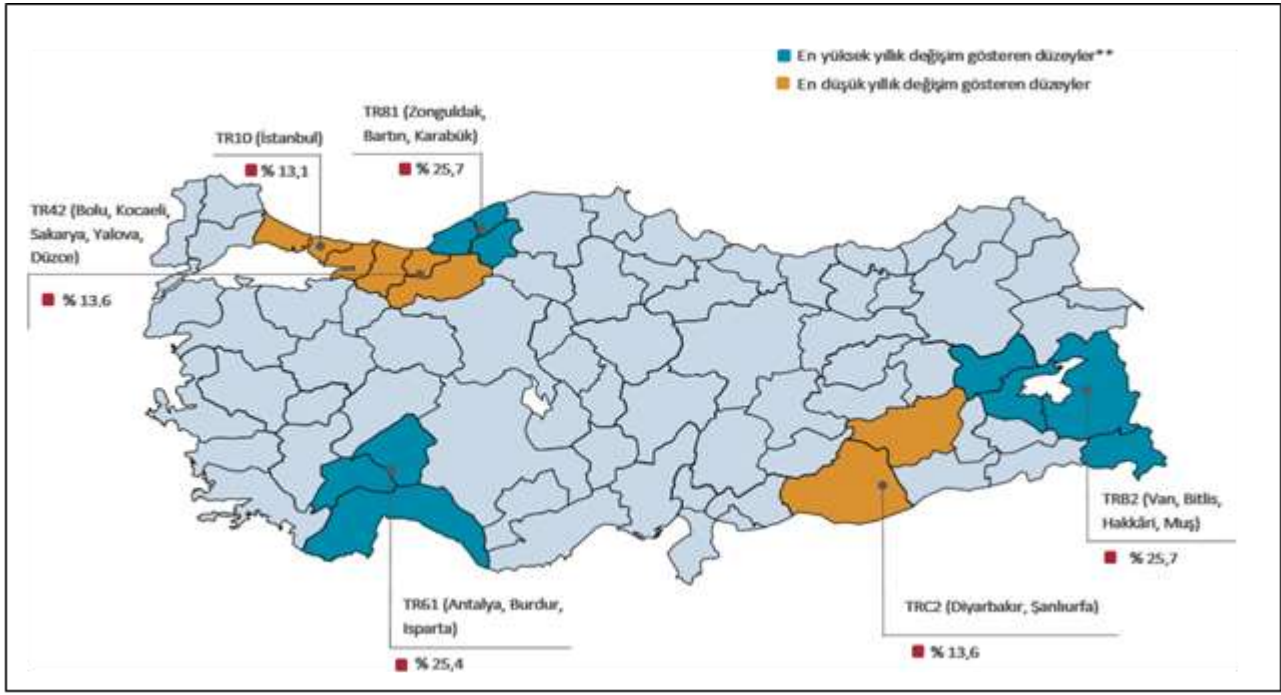 En yüksek yıllık değişim gösteren düzeyler**
En düşük yıllık değişim gösteren düzeyler
TR81 (Zonguldak,
Bartın, Karabük)
% 25,7
TR10 (İstanbul)
% 13,1
TR42 (Bolu, Kocaeli,
Sakarya, Yalova,
Düzce)
% 13,6
TRB2 (Van, Bitlis,
Hakkâri, Muş)
% 25,7
TR61 (Antalya, Burdur,
Isparta)
% 25,4
TRC2 (Diyarbakır, Şanlıurfa)
% 13,6